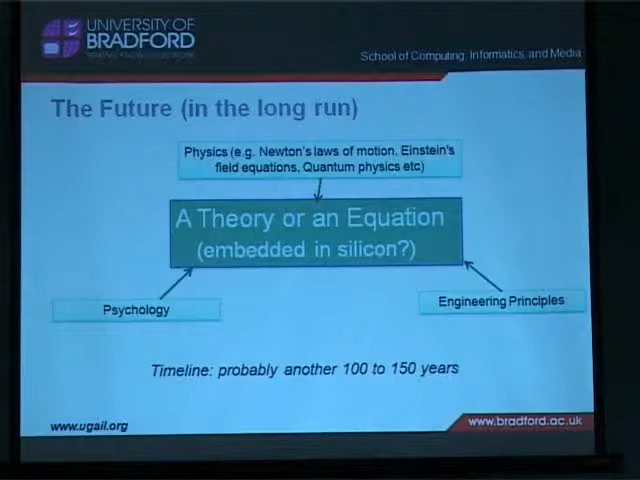 UNIVERSITY OF
BRADFORD
School of Computing, Informatics, and Media
The Future (in the long run)
Physics (e.g. Newton's laws of motion, Einstein's
field equations, Quantum physics etc)
A Theory or an Equation
(embedded in silicon?)
Psychology
Engineering Principles
Timeline: probably another 100 to 150 years
www.ugail.org
www.bradford.ac.uk